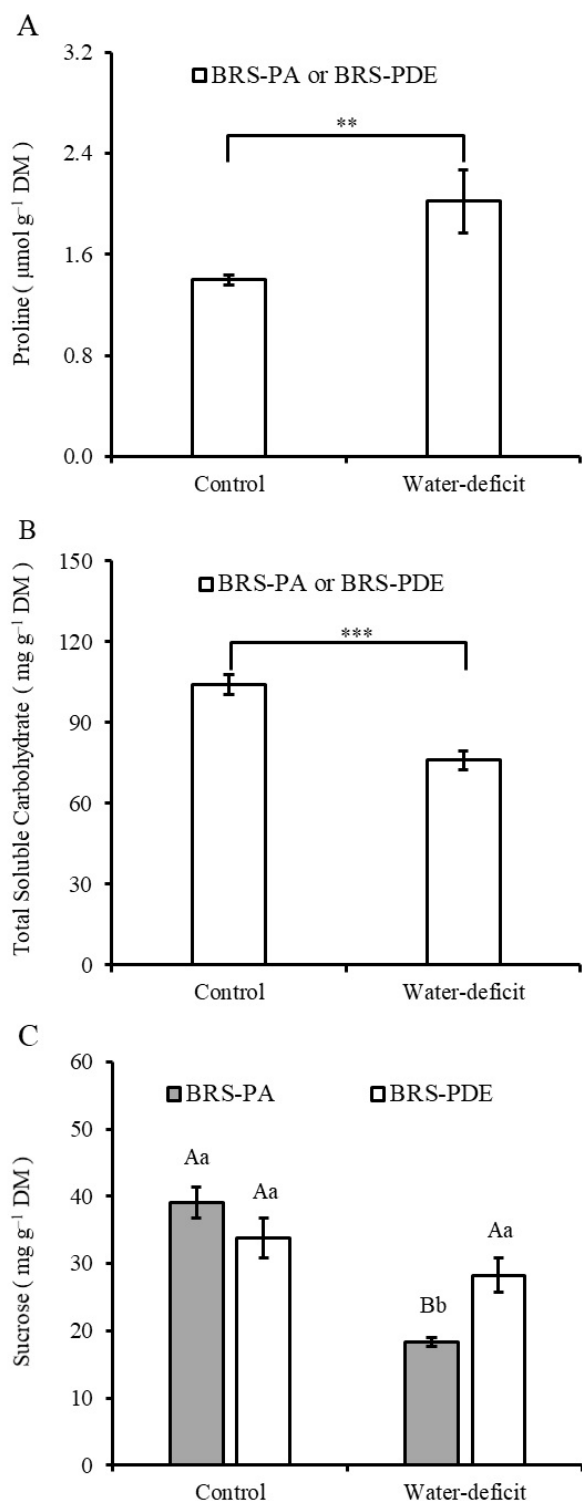 A
3.2
BRS-PA or BRS-PDE
**
2.4
1.6
0.8
0.0
Proline ( µmol g⁻¹ DM )
Control Water-deficit
B
150
BRS-PA or BRS-PDE
***
120
90
60
30
0
Total Soluble Carbohydrate ( mg g⁻¹ DM )
Control Water-deficit
C
60
BRS-PA BRS-PDE
50
Aa Aa
40
Aa
30
Bb
20
10
0
Sucrose ( mg g⁻¹ DM )
Control Water-deficit